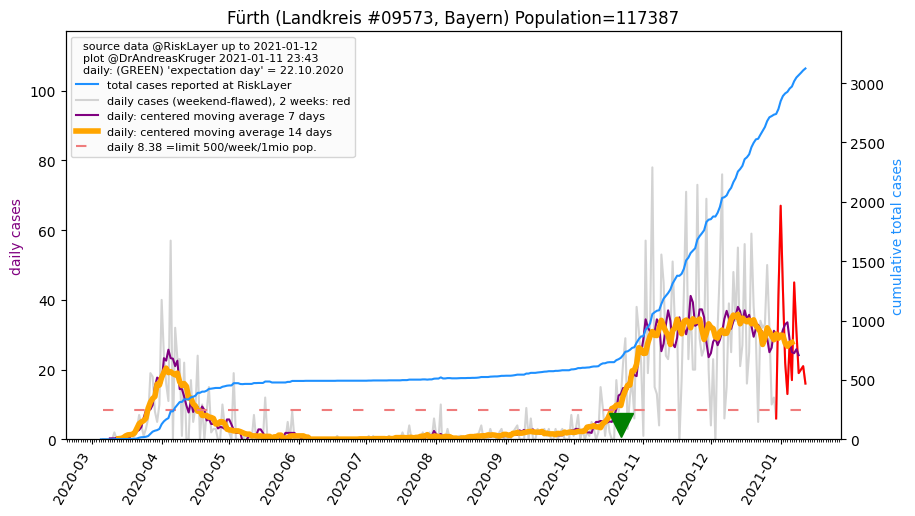 Fürth (Landkreis #09573, Bayern) Population=117387
source data @RiskLayer up to 2021-01-12
plot @DrAndreasKruger 2021-01-11 23:43
daily: (GREEN) 'expectation day' = 22.10.2020
total cases reported at RiskLayer
daily cases (weekend-flawed), 2 weeks: red
daily: centered moving average 7 days
daily: centered moving average 14 days
daily 8.38 =limit 500/week/1mio pop.
daily cases
100
80
60
40
20
0
cumulative total cases
3000
2500
2000
1500
1000
500
0
2020-03
2020-04
2020-05
2020-06
2020-07
2020-08
2020-09
2020-10
2020-11
2020-12
2021-01